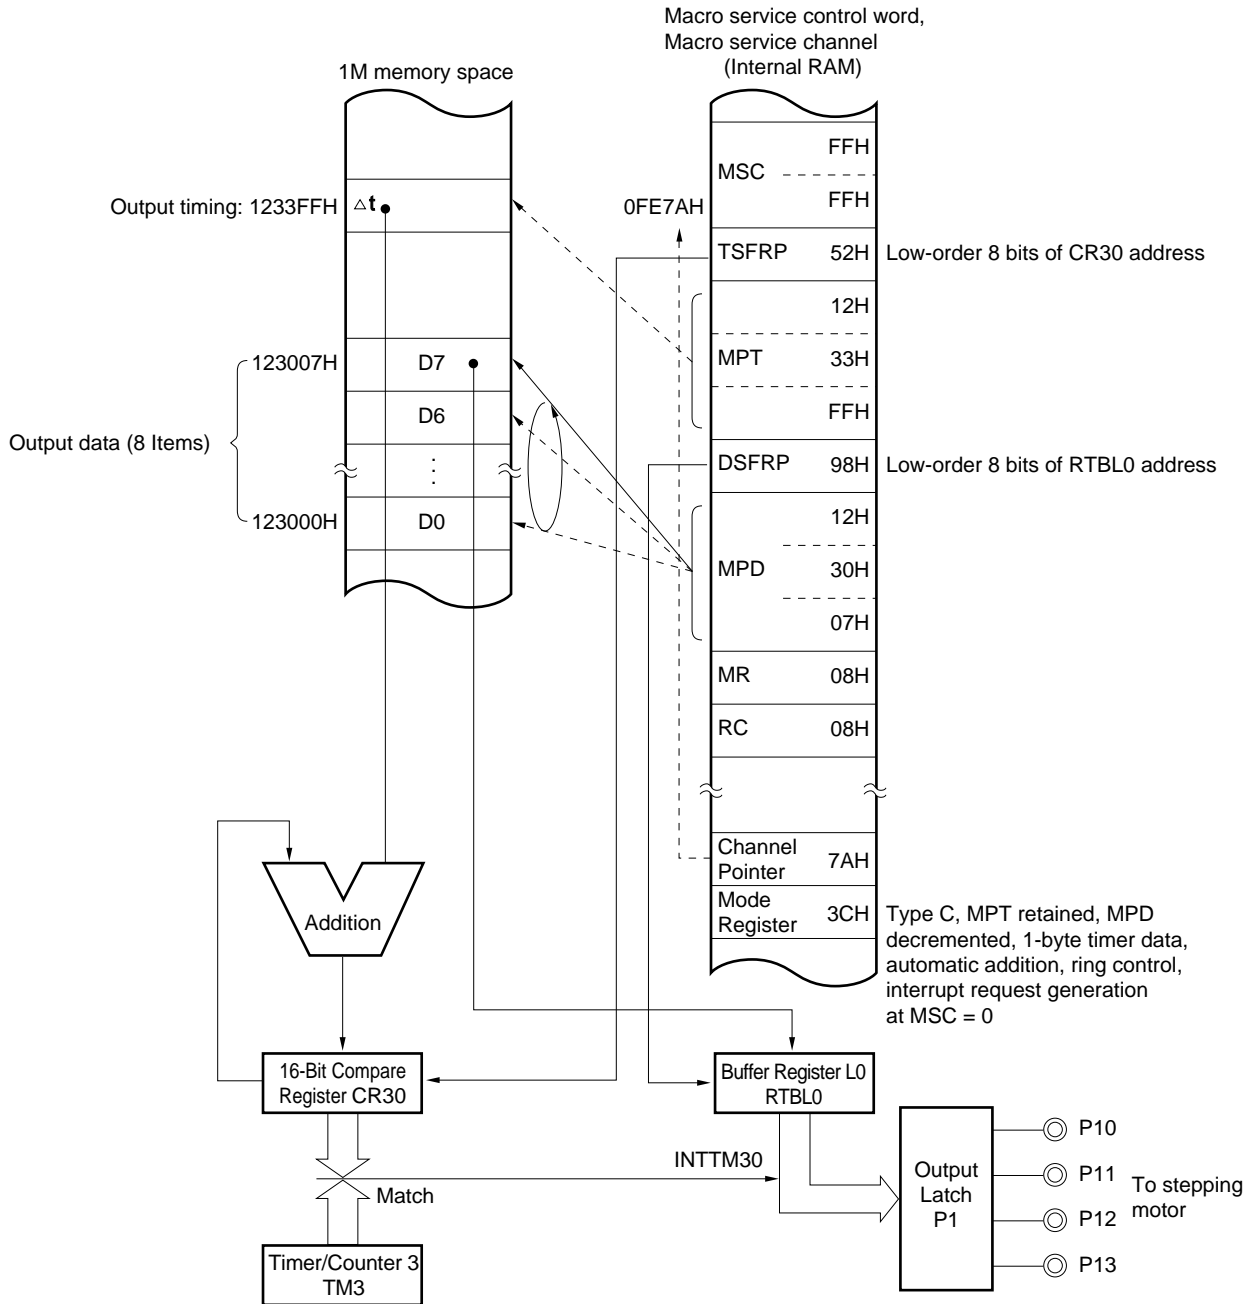 Macro service control word,
Macro service channel
(Internal RAM)
1M memory space
FFH
MSC
FFH
Output timing: 1233FFH
△t
0FE7AH
TSFRP 52H Low-order 8 bits of CR30 address
12H
MPT 33H
FFH
123007H D7
D6
Output data (8 Items)
⋮
DSFRP 98H Low-order 8 bits of RTBL0 address
123000H D0
12H
MPD 30H
07H
MR 08H
RC 08H
Channel
Pointer 7AH
Mode
Register 3CH
Type C, MPT retained, MPD
decremented, 1-byte timer data,
automatic addition, ring control,
interrupt request generation
at MSC = 0
Addition
16-Bit Compare
Register CR30
Buffer Register L0
RTBL0
INTTM30
Match
Timer/Counter 3
TM3
Output
Latch
P1
P10
P11
P12
P13
To stepping
motor